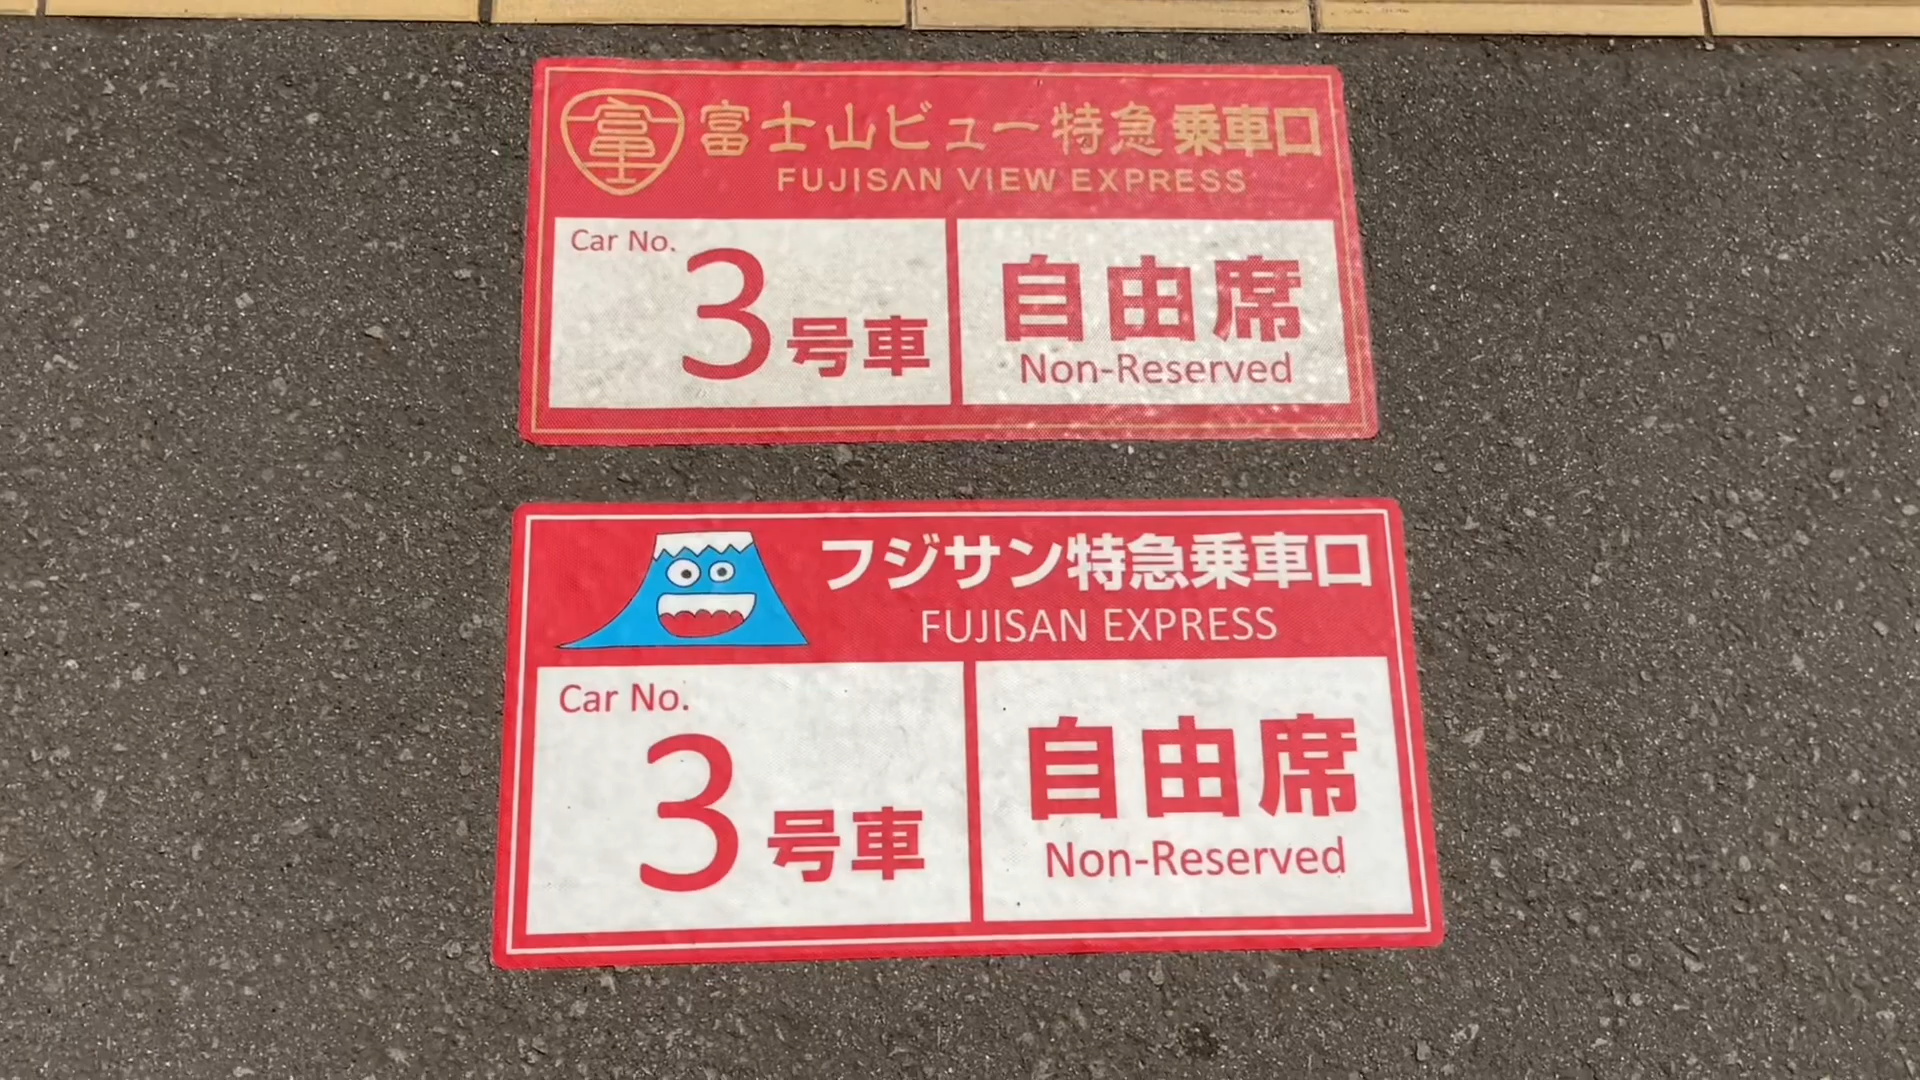 富士山ビュー特急乗車口
FUJISAN VIEW EXPRESS
Car No.
3号車
自由席
Non-Reserved
フジサン特急乗車口
FUJISAN EXPRESS
Car No.
3号車
自由席
Non-Reserved